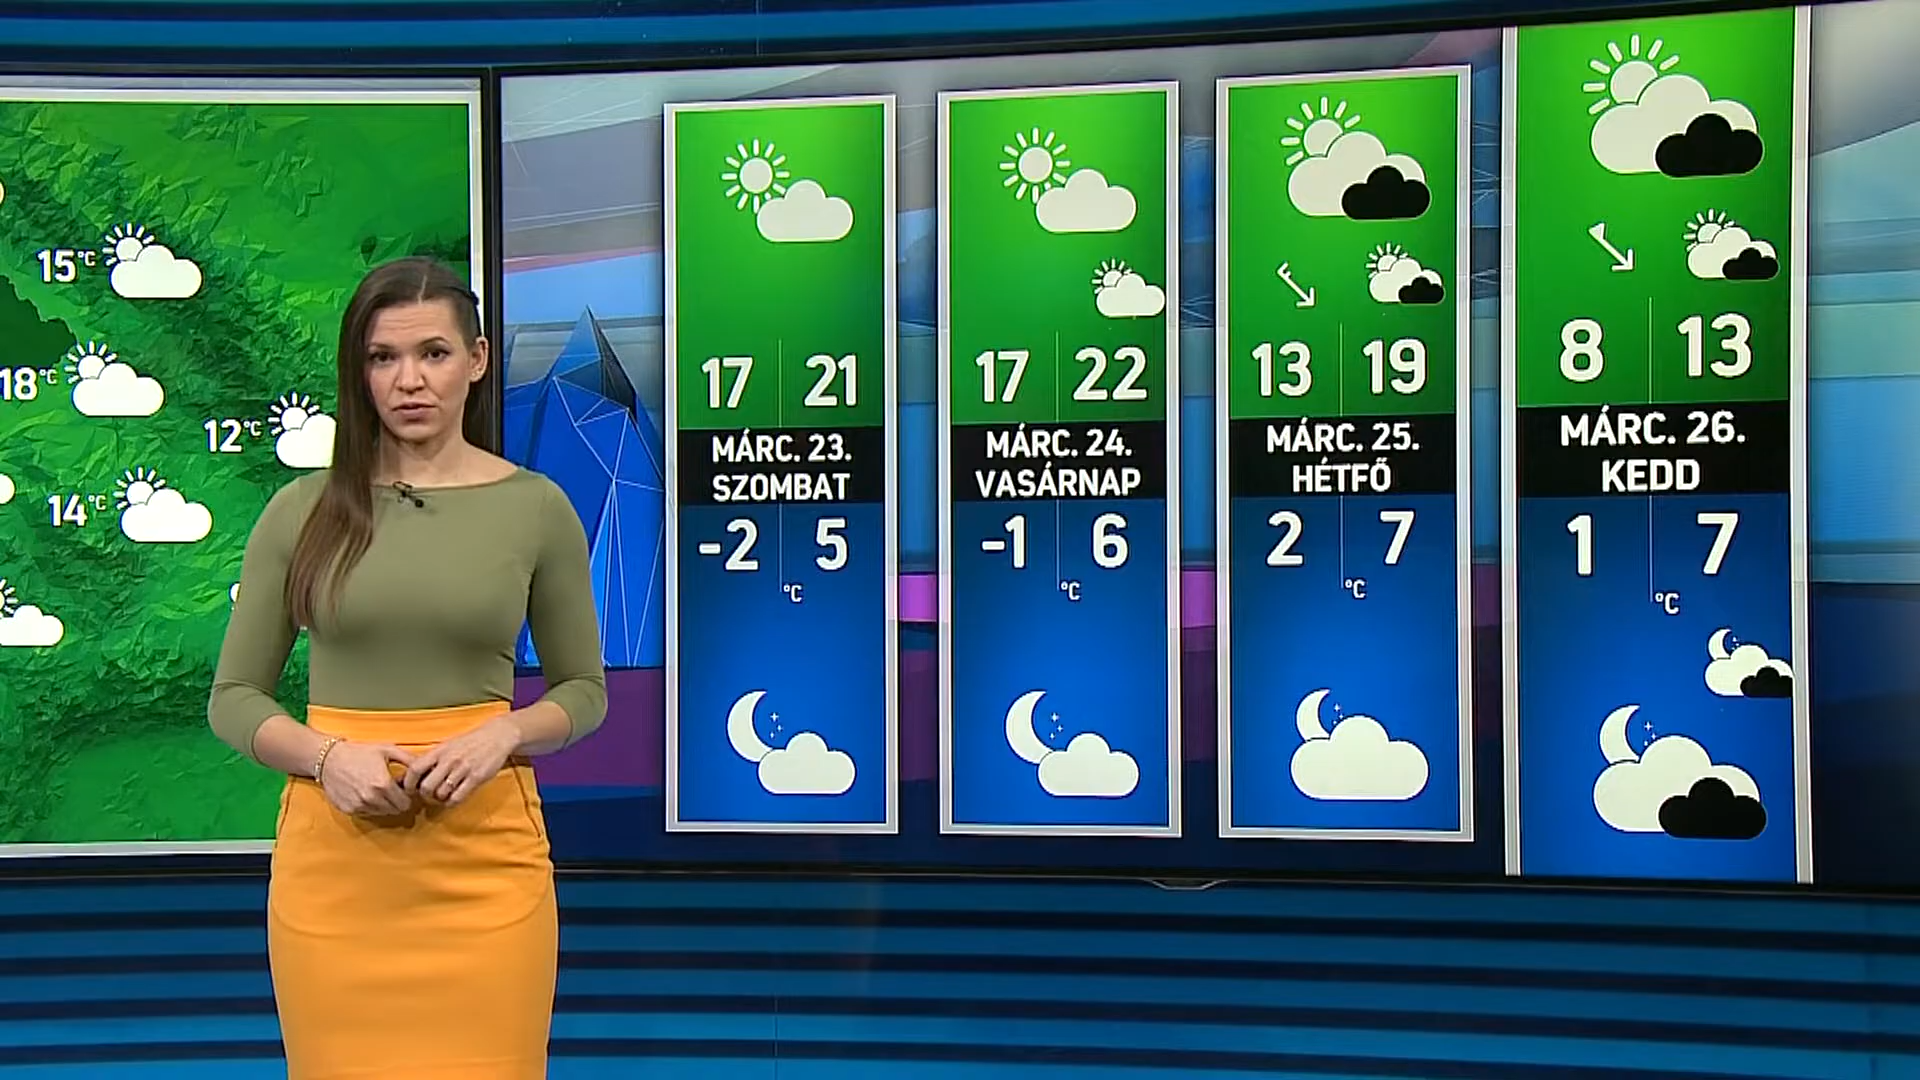 15°C
18°C
12°C
14°C
17 21
MÁRC. 23.
SZOMBAT
-2 5
°C
17 22
MÁRC. 24.
VASÁRNAP
-1 6
°C
13 19
MÁRC. 25.
HÉTFŐ
2 7
°C
8 13
MÁRC. 26.
KEDD
1 7
°C